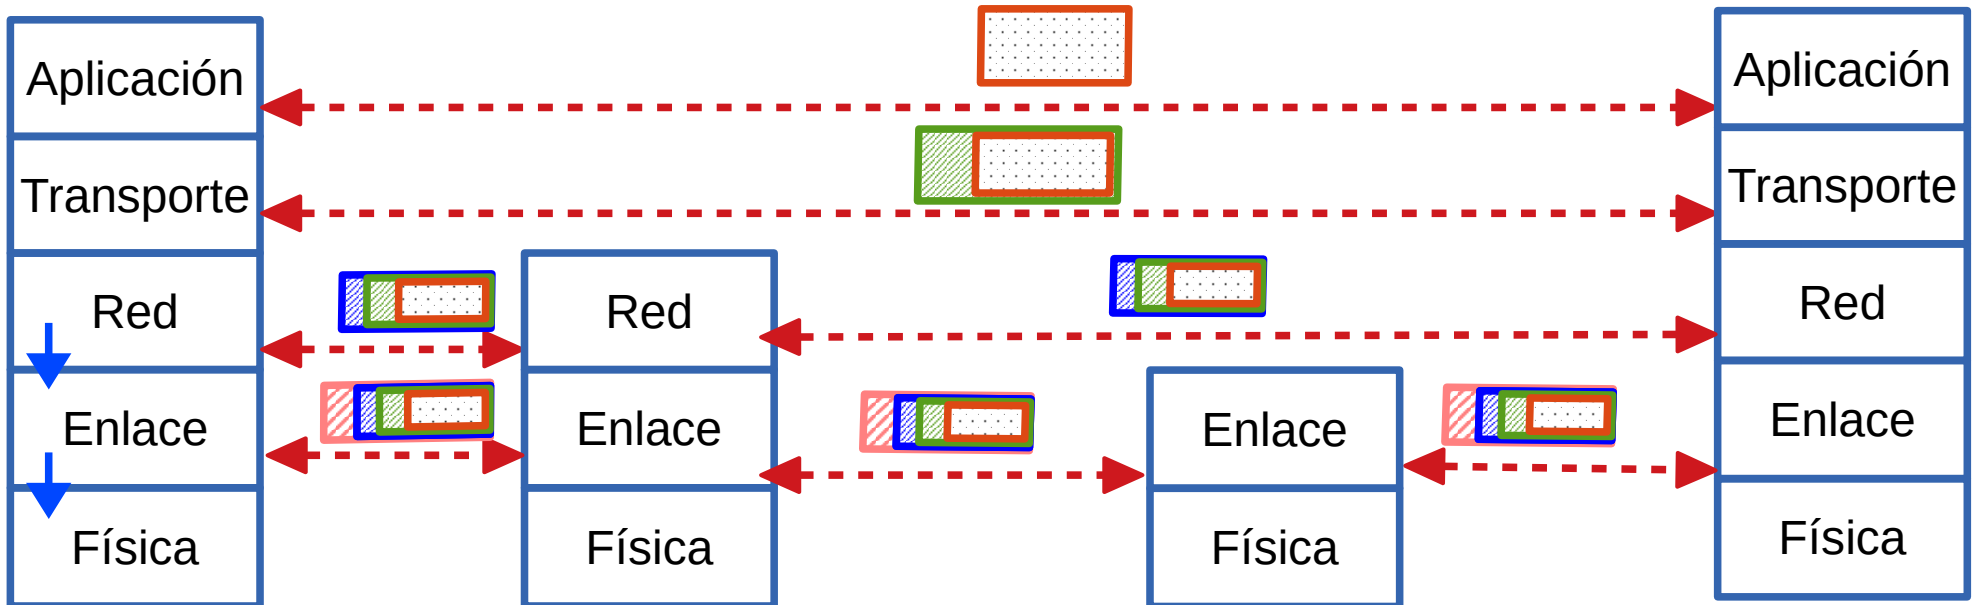 Aplicación
Transporte
Red
Enlace
Física
Red
Enlace
Física
Enlace
Física
Aplicación
Transporte
Red
Enlace
Física